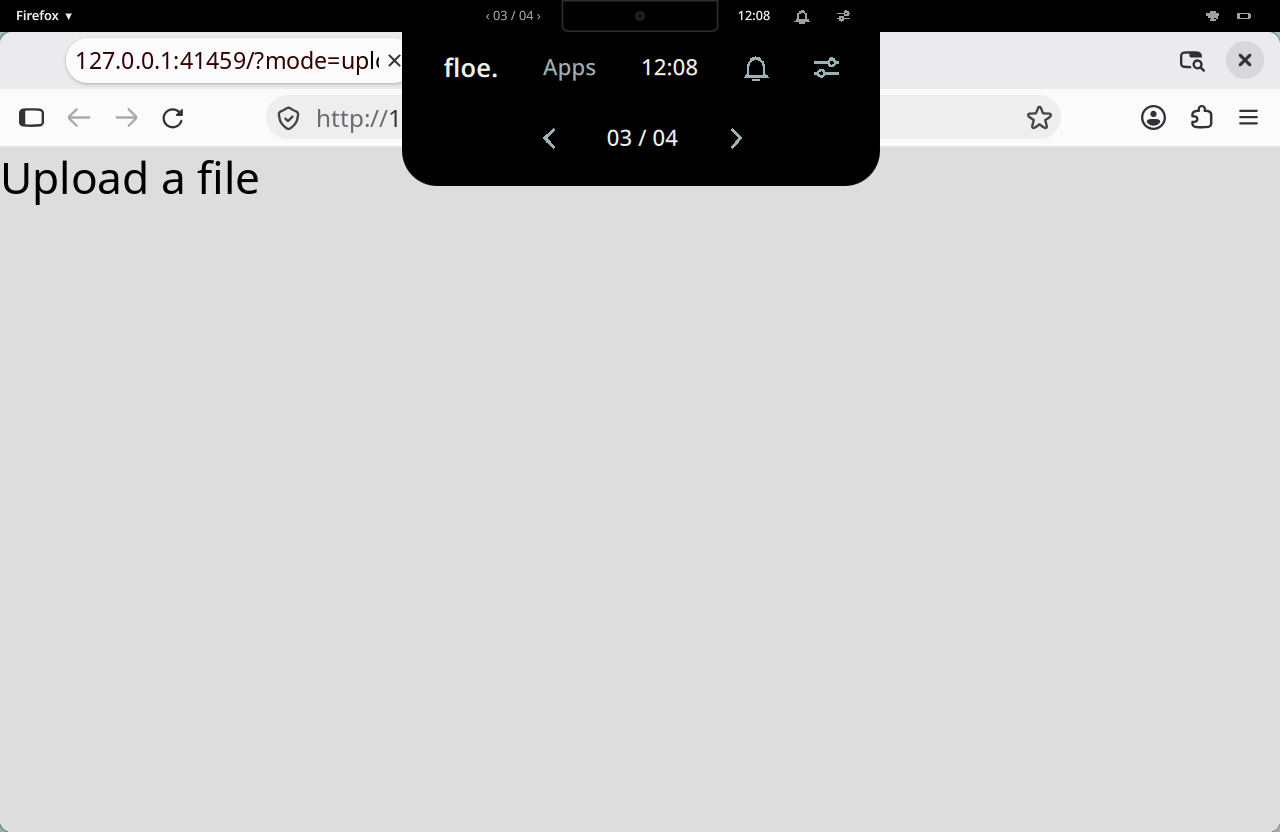 Firefox ▾
‹ 03 / 04 ›
12:08
127.0.0.1:41459/?mode=uplo
floe.
Apps
12:08
http://1
03 / 04
Upload a file